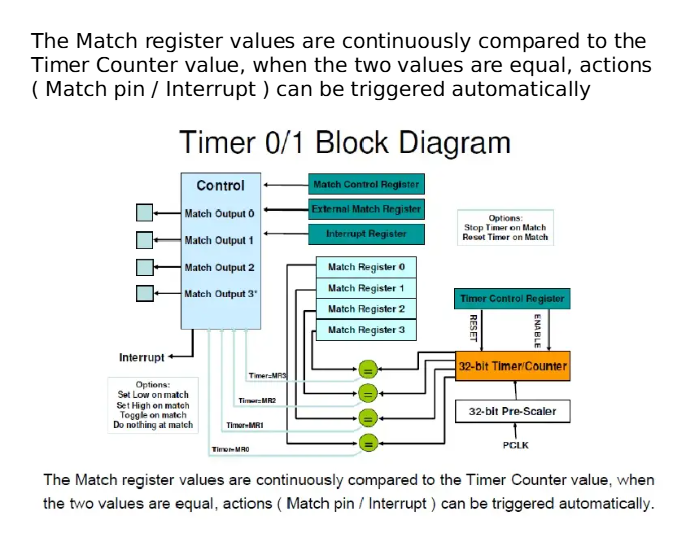 The Match register values are continuously compared to the
Timer Counter value, when the two values are equal, actions
( Match pin / Interrupt ) can be triggered automatically
Timer 0/1 Block Diagram
Control
Match Control Register
External Match Register
Interrupt Register
Match Output 0
Match Output 1
Match Output 2
Match Output 3*
Options:
Stop Timer on Match
Reset Timer on Match
Match Register 0
Match Register 1
Match Register 2
Match Register 3
Timer Control Register
RESET
ENABLE
Interrupt
32-bit Timer/Counter
=
=
=
=
Timer=MR3
Timer=MR2
Timer=MR1
Timer=MR0
Options:
Set Low on match
Set High on match
Toggle on match
Do nothing at match
32-bit Pre-Scaler
PCLK
The Match register values are continuously compared to the Timer Counter value, when
the two values are equal, actions ( Match pin / Interrupt ) can be triggered automatically.